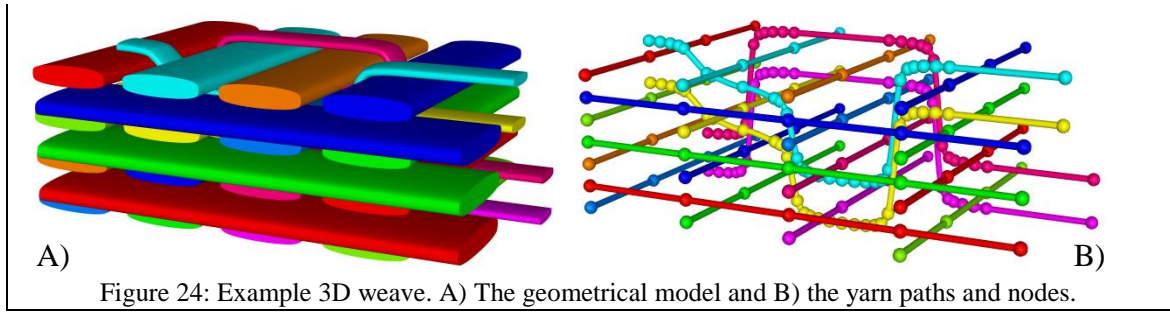 A)
B)
Figure 24: Example 3D weave. A) The geometrical model and B) the yarn paths and nodes.